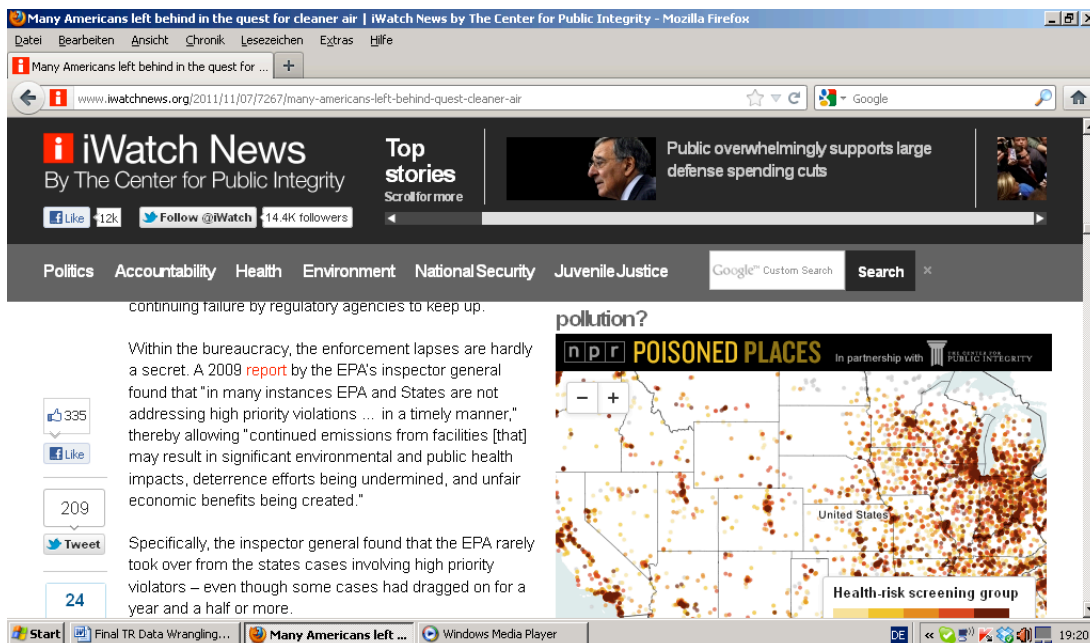 Many Americans left behind in the quest for cleaner air | iWatch News by The Center for Public Integrity - Mozilla Firefox
Datei Bearbeiten Ansicht Chronik Lesezeichen Extras Hilfe
i Many Americans left behind in the quest for ... +
i www.iwatchnews.org/2011/11/07/7267/many-americans-left-behind-quest-cleaner-air
Google
i iWatch News
By The Center for Public Integrity
Like 12k Follow @iWatch 14.4K followers
Top
stories
Scroll for more
Public overwhelmingly supports large
defense spending cuts
Politics Accountability Health Environment National Security Juvenile Justice
Google™ Custom Search Search ×
continuing failure by regulatory agencies to keep up.
Within the bureaucracy, the enforcement lapses are hardly
a secret. A 2009 report by the EPA's inspector general
found that "in many instances EPA and States are not
addressing high priority violations ... in a timely manner,"
thereby allowing "continued emissions from facilities [that]
may result in significant environmental and public health
impacts, deterrence efforts being undermined, and unfair
economic benefits being created."
Specifically, the inspector general found that the EPA rarely
took over from the states cases involving high priority
violators – even though some cases had dragged on for a
year and a half or more.
335
Like
209
Tweet
24
pollution?
npr POISONED PLACES In partnership with THE CENTER FOR PUBLIC INTEGRITY
− +
United States
Health-risk screening group
Start Final TR Data Wrangling... Many Americans left ... Windows Media Player DE « 19:20